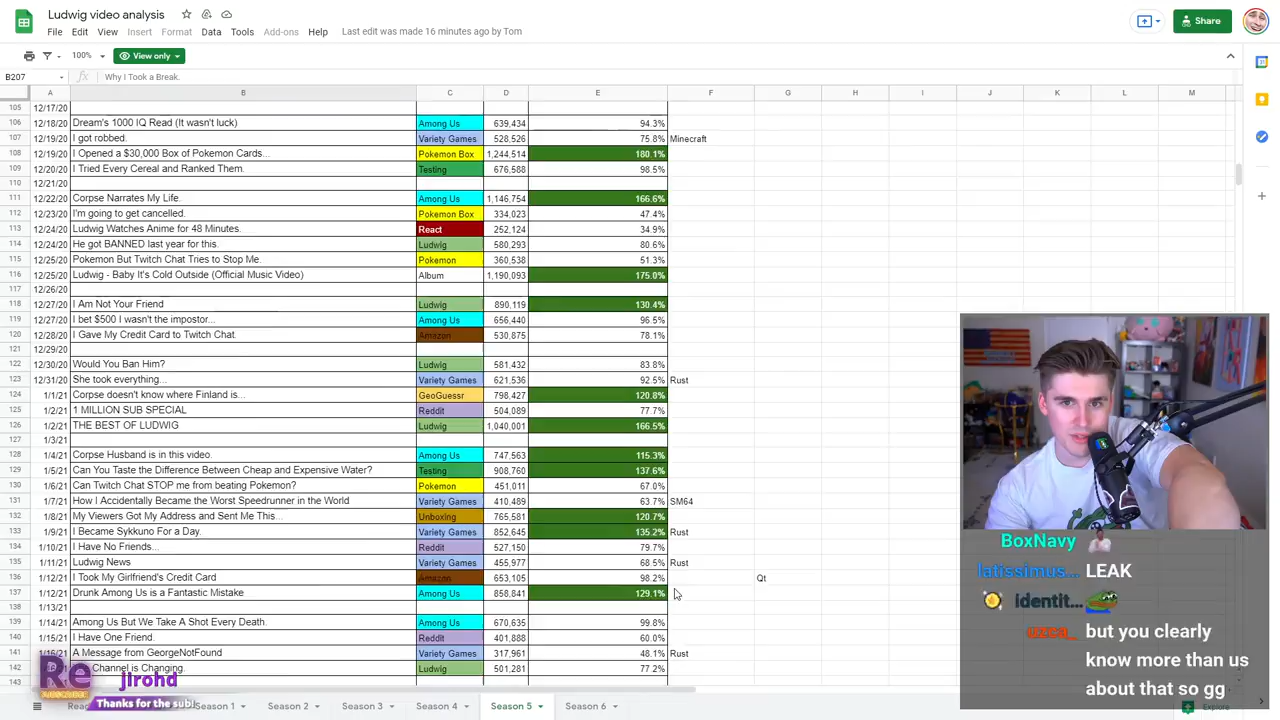 Ludwig video analysis
File Edit View Insert Format Data Tools Add-ons Help Last edit was made 16 minutes ago by Tom
Share
100% View only
B207 fx Why I Took a Break.
A B C D E F G H I J K L M
105 12/17/20
106 12/18/20 Dream's 1000 IQ Read (It wasn't luck) Among Us 639,434 94.3%
107 12/19/20 I got robbed. Variety Games 528,526 75.8% Minecraft
108 12/19/20 I Opened a $30,000 Box of Pokemon Cards... Pokemon Box 1,244,514 180.1%
109 12/20/20 I Tried Every Cereal and Ranked Them. Testing 676,588 98.5%
110 12/21/20
111 12/22/20 Corpse Narrates My Life. Among Us 1,146,754 166.6%
112 12/23/20 I'm going to get cancelled. Pokemon Box 334,023 47.4%
113 12/24/20 Ludwig Watches Anime for 48 Minutes. React 252,124 34.9%
114 12/24/20 He got BANNED last year for this. Ludwig 580,293 80.6%
115 12/25/20 Pokemon But Twitch Chat Tries to Stop Me. Pokemon 360,538 51.3%
116 12/25/20 Ludwig - Baby It's Cold Outside (Official Music Video) Album 1,190,093 175.0%
117 12/26/20
118 12/27/20 I Am Not Your Friend Ludwig 890,119 130.4%
119 12/27/20 I bet $500 I wasn't the impostor... Among Us 656,440 96.5%
120 12/28/20 I Gave My Credit Card to Twitch Chat. Amazon 530,875 78.1%
121 12/29/20
122 12/30/20 Would You Ban Him? Ludwig 581,432 83.8%
123 12/31/20 She took everything... Variety Games 621,536 92.5% Rust
124 1/1/21 Corpse doesn't know where Finland is... GeoGuessr 798,427 120.8%
125 1/2/21 1 MILLION SUB SPECIAL Reddit 504,089 77.7%
126 1/2/21 THE BEST OF LUDWIG Ludwig 1,040,001 166.5%
127 1/3/21
128 1/4/21 Corpse Husband is in this video. Among Us 747,563 115.3%
129 1/5/21 Can You Taste the Difference Between Cheap and Expensive Water? Testing 908,760 137.6%
130 1/6/21 Can Twitch Chat STOP me from beating Pokemon? Pokemon 451,011 67.0%
131 1/7/21 How I Accidentally Became the Worst Speedrunner in the World Variety Games 410,489 63.7% SM64
132 1/8/21 My Viewers Got My Address and Sent Me This... Unboxing 765,581 120.7%
133 1/9/21 I Became Sykkuno For a Day. Variety Games 852,645 135.2% Rust
134 1/10/21 I Have No Friends... Reddit 527,150 79.7%
135 1/11/21 Ludwig News Variety Games 455,977 68.5% Rust
136 1/12/21 I Took My Girlfriend's Credit Card Amazon 653,105 98.2% Qt
137 1/12/21 Drunk Among Us is a Fantastic Mistake Among Us 858,841 129.1%
138 1/13/21
139 1/14/21 Among Us But We Take A Shot Every Death. Among Us 670,635 99.8%
140 1/15/21 I Have One Friend. Reddit 401,888 60.0%
141 1/16/21 A Message from GeorgeNotFound Variety Games 317,961 48.1% Rust
142 Channel is Changing. Ludwig 501,281 77.2%
143
Season 1 Season 2 Season 3 Season 4 Season 5 Season 6 Explore
BoxNavy
latissimus... LEAK
identit...
azca_ but you clearly
know more than us
about that so gg
Re jirohd
SUBSCRIBER Thanks for the sub!